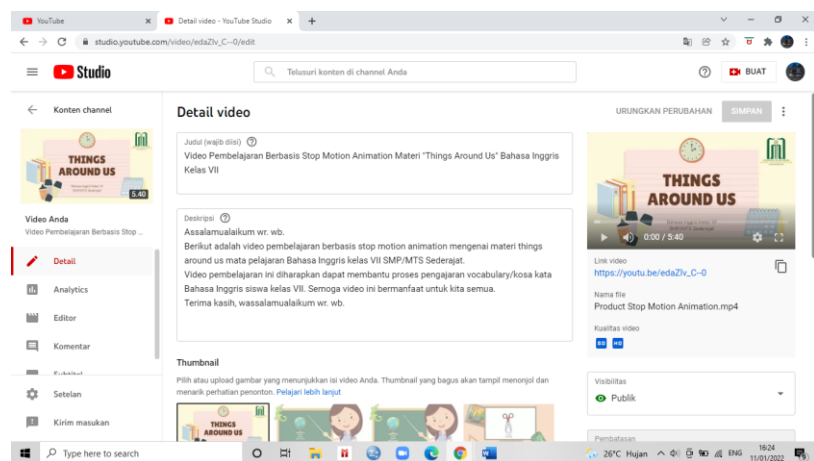 YouTube
Detail video - YouTube Studio
studio.youtube.com/video/edaZlv_C--0/edit
Studio
Telusuri konten di channel Anda
BUAT
Konten channel
Detail video
URUNGKAN PERUBAHAN
SIMPAN
THINGS
AROUND US
5.40
Video Anda
Video Pembelajaran Berbasis Stop ...
Detail
Analytics
Editor
Komentar
Subtitel
Setelan
Kirim masukan
Judul (wajib diisi)
Video Pembelajaran Berbasis Stop Motion Animation Materi "Things Around Us" Bahasa Inggris
Kelas VII
Deskripsi
Assalamualaikum wr. wb.
Berikut adalah video pembelajaran berbasis stop motion animation mengenai materi things
around us mata pelajaran Bahasa Inggris kelas VII SMP/MTS Sederajat.
Video pembelajaran ini diharapkan dapat membantu proses pengajaran vocabulary/kosa kata
Bahasa Inggris siswa kelas VII. Semoga video ini bermanfaat untuk kita semua.
Terima kasih, wassalamualaikum wr. wb.
Thumbnail
Pilih atau upload gambar yang menunjukkan isi video Anda. Thumbnail yang bagus akan tampil menonjol dan
menarik perhatian penonton. Pelajari lebih lanjut
THINGS
AROUND US
THINGS
AROUND US
0:00 / 5:40
Link video
https://youtu.be/edaZlv_C--0
Nama file
Product Stop Motion Animation.mp4
Kualitas video
SD HD
Visibilitas
Publik
Pembatasan
Type here to search
26°C Hujan
ENG
16:24
11/01/2022